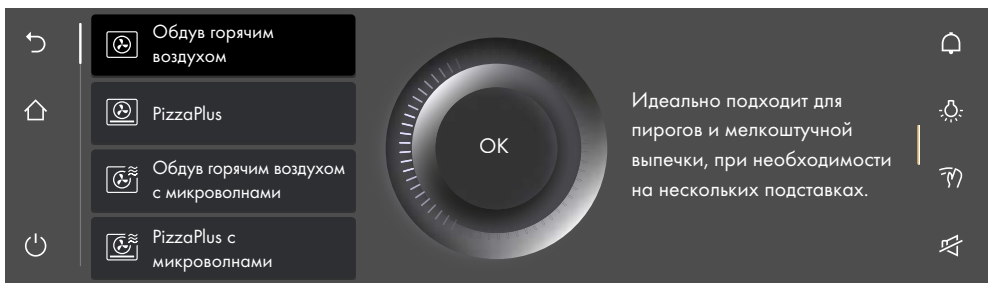 Обдув горячим
воздухом
PizzaPlus
Обдув горячим воздухом
с микроволнами
PizzaPlus с
микроволнами
OK
Идеально подходит для
пирогов и мелкоштучной
выпечки, при необходимости
на нескольких подставках.